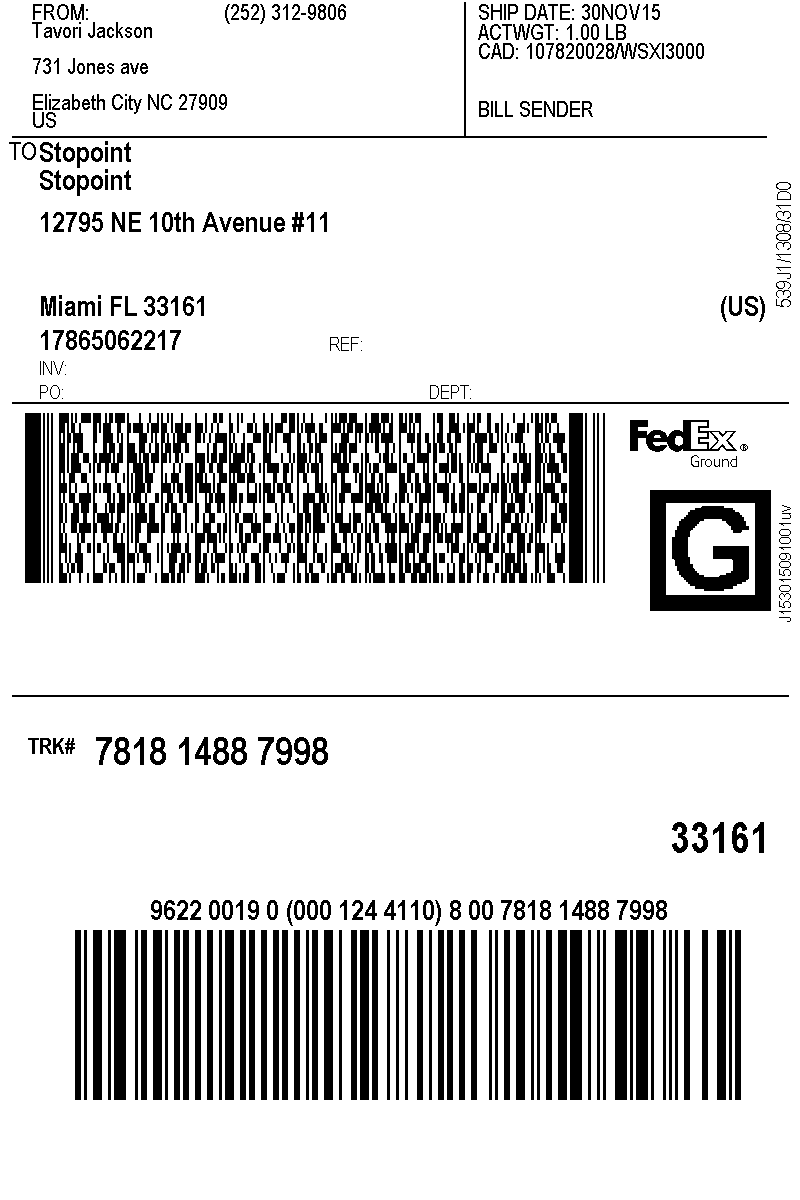 FROM: (252) 312-9806
Tavori Jackson
731 Jones ave
Elizabeth City NC 27909
US
SHIP DATE: 30NOV15
ACTWGT: 1.00 LB
CAD: 107820028/WSXI3000
BILL SENDER
TO Stopoint
Stopoint
12795 NE 10th Avenue #11
Miami FL 33161 (US)
17865062217 REF:
INV:
PO: DEPT:
539J1/1308/31D0
FedEx®
Ground
G
J153015091001uv
TRK# 7818 1488 7998
33161
9622 0019 0 (000 124 4110) 8 00 7818 1488 7998